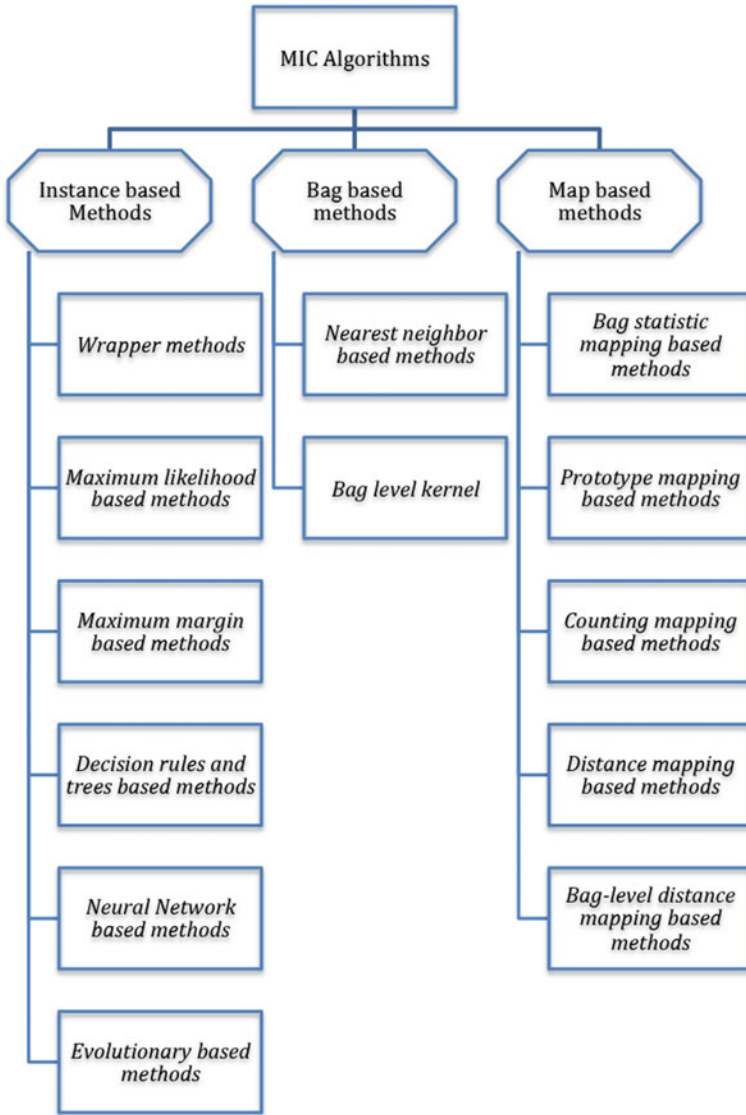 MIC Algorithms
Instance based
Methods
Bag based
methods
Map based
methods
Wrapper methods
Maximum likelihood
based methods
Maximum margin
based methods
Decision rules and
trees based methods
Neural Network
based methods
Evolutionary based
methods
Nearest neighbor
based methods
Bag level kernel
Bag statistic
mapping based
methods
Prototype mapping
based methods
Counting mapping
based methods
Distance mapping
based methods
Bag-level distance
mapping based
methods